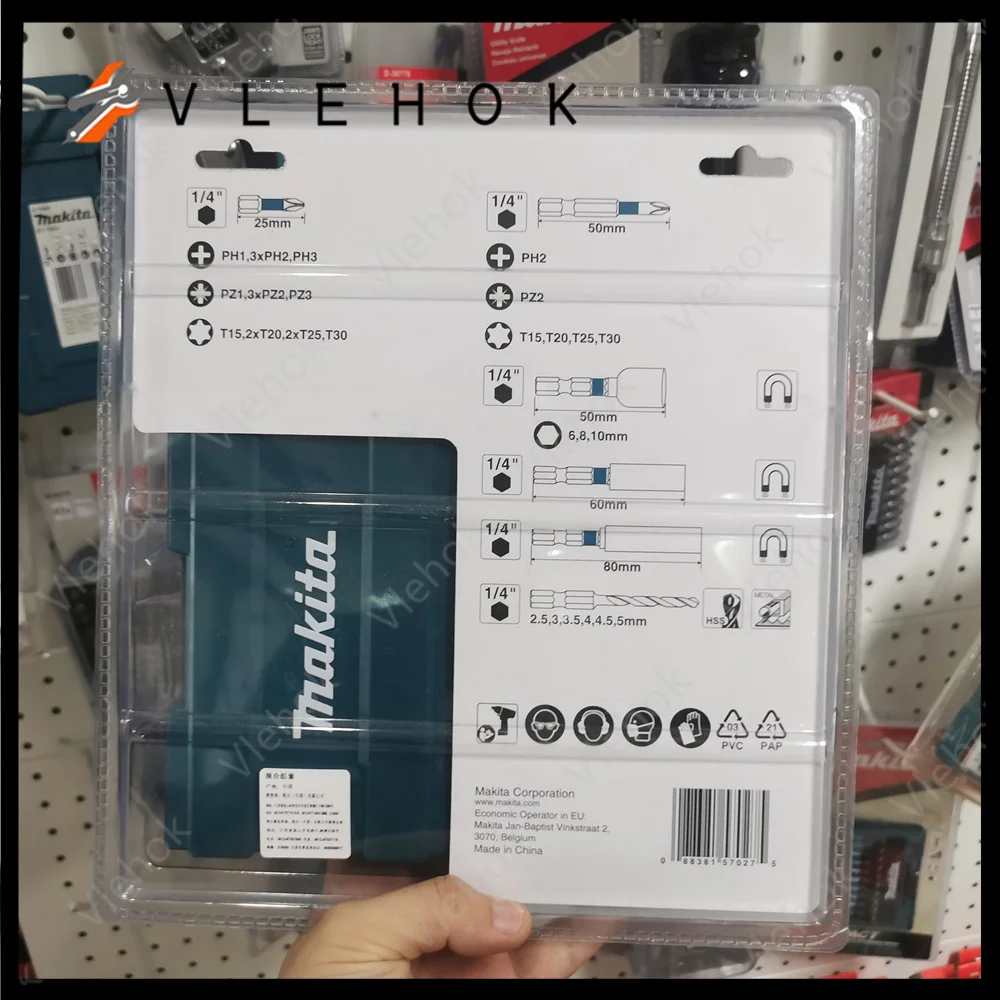 VLEHOK
1/4"
25mm
PH1,3xPH2,PH3
PZ1,3xPZ2,PZ3
T15,2xT20,2xT25,T30
1/4"
50mm
PH2
PZ2
T15,T20,T25,T30
1/4"
50mm
6,8,10mm
1/4"
60mm
1/4"
80mm
1/4"
2.5,3,3.5,4,4.5,5mm
HSS
METAL
03
PVC
21
PAP
makita
Makita Corporation
www.makita.com
Economic Operator in EU:
Makita Jan-Baptist Vinkstraat 2,
3070, Belgium
Made in China
0 88381 57027 5
makita
Utility Knife
Vlehok